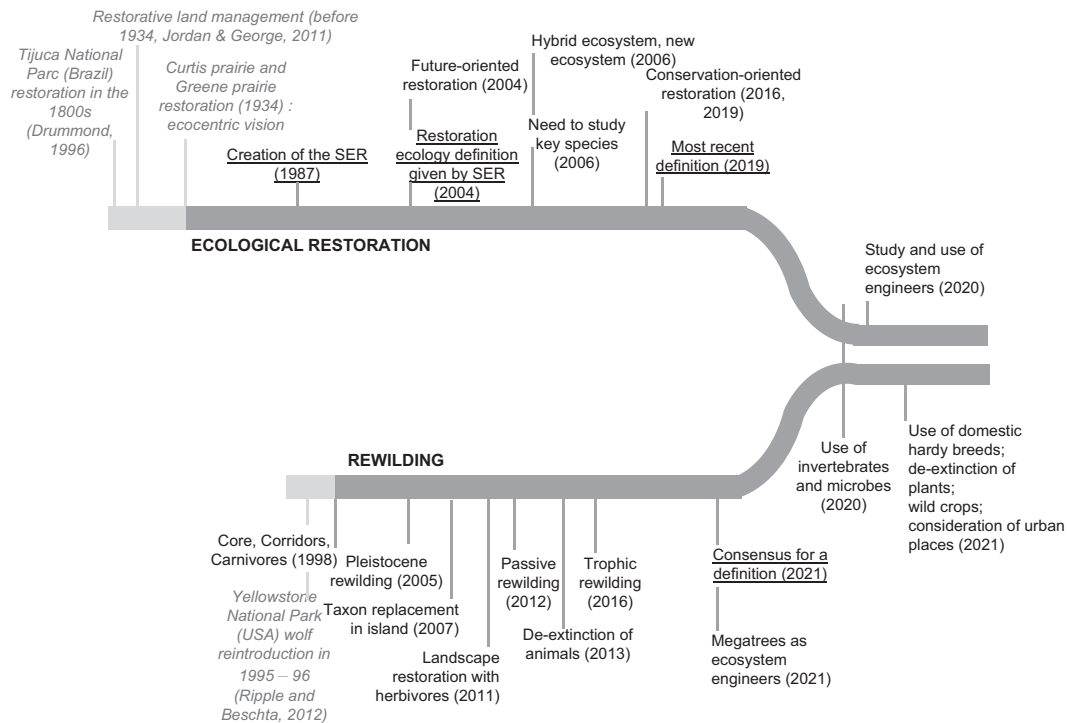 Restorative land management (before
1934, Jordan & George, 2011)
Tijuca National
Parc (Brazil)
restoration in the
1800s
(Drummond,
1996)
Curtis prairie and
Greene prairie
restoration (1934) :
ecocentric vision
Creation of the SER
(1987)
Future-oriented
restoration (2004)
Restoration
ecology definition
given by SER
(2004)
Hybrid ecosystem, new
ecosystem (2006)
Need to study
key species
(2006)
Conservation-oriented
restoration (2016,
2019)
Most recent
definition (2019)
ECOLOGICAL RESTORATION
Study and use of
ecosystem
engineers (2020)
Use of
invertebrates
and microbes
(2020)
Use of domestic
hardy breeds;
de-extinction of
plants;
wild crops;
consideration of urban
places (2021)
REWILDING
Core, Corridors,
Carnivores (1998)
Yellowstone
National Park
(USA) wolf
reintroduction in
1995 – 96
(Ripple and
Beschta, 2012)
Pleistocene
rewilding (2005)
Taxon replacement
in island (2007)
Landscape
restoration with
herbivores (2011)
Passive
rewilding
(2012)
De-extinction of
animals (2013)
Trophic
rewilding
(2016)
Consensus for a
definition (2021)
Megatrees as
ecosystem
engineers (2021)